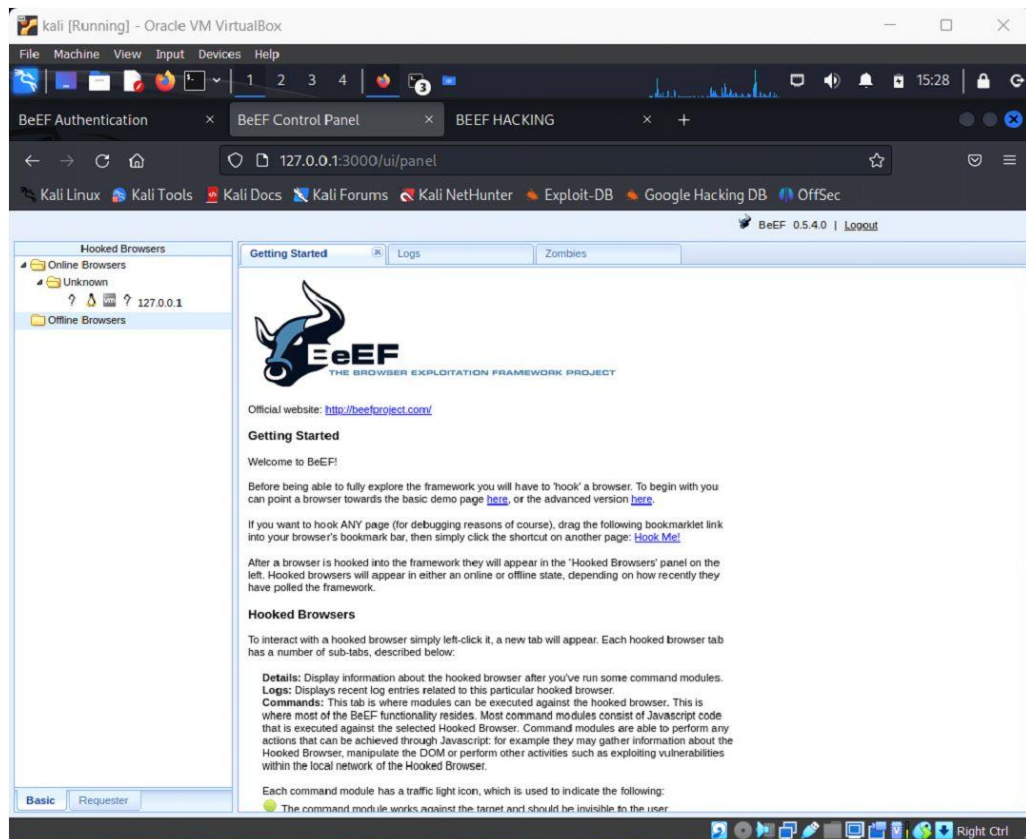 kali [Running] - Oracle VM VirtualBox
File Machine View Input Devices Help
1 2 3 4 3 15:28
BeEF Authentication × BeEF Control Panel × BEEF HACKING × +
127.0.0.1:3000/ui/panel
Kali Linux Kali Tools Kali Docs Kali Forums Kali NetHunter Exploit-DB Google Hacking DB OffSec
BeEF 0.5.4.0 | Logout
Hooked Browsers
Online Browsers
Unknown
? vm ? 127.0.0.1
Offline Browsers
Getting Started Logs Zombies
BeEF
THE BROWSER EXPLOITATION FRAMEWORK PROJECT
Official website: http://beefproject.com/
Getting Started
Welcome to BeEF!
Before being able to fully explore the framework you will have to 'hook' a browser. To begin with you
can point a browser towards the basic demo page here, or the advanced version here.
If you want to hook ANY page (for debugging reasons of course), drag the following bookmarklet link
into your browser's bookmark bar, then simply click the shortcut on another page: Hook Me!
After a browser is hooked into the framework they will appear in the 'Hooked Browsers' panel on the
left. Hooked browsers will appear in either an online or offline state, depending on how recently they
have polled the framework.
Hooked Browsers
To interact with a hooked browser simply left-click it, a new tab will appear. Each hooked browser tab
has a number of sub-tabs, described below:
Details: Display information about the hooked browser after you've run some command modules.
Logs: Displays recent log entries related to this particular hooked browser.
Commands: This tab is where modules can be executed against the hooked browser. This is
where most of the BeEF functionality resides. Most command modules consist of Javascript code
that is executed against the selected Hooked Browser. Command modules are able to perform any
actions that can be achieved through Javascript: for example they may gather information about the
Hooked Browser, manipulate the DOM or perform other activities such as exploiting vulnerabilities
within the local network of the Hooked Browser.
Each command module has a traffic light icon, which is used to indicate the following:
The command module works against the target and should be invisible to the user
Basic Requester
Right Ctrl